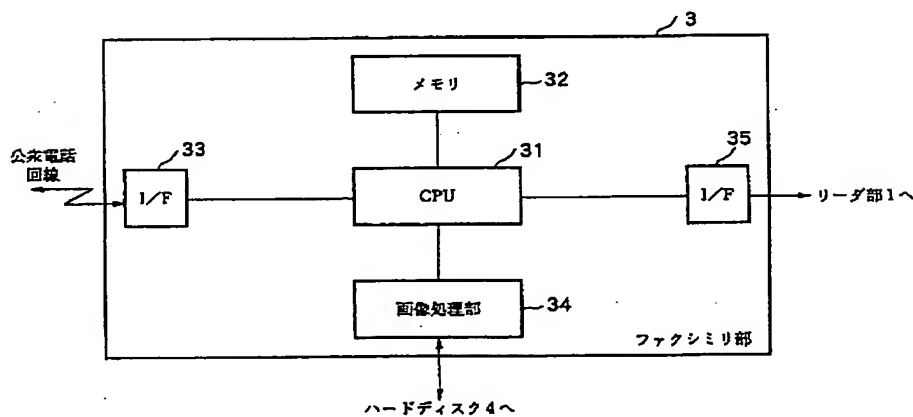 3
メモリ
32
公衆電話
回線
33
I/F
31
CPU
35
I/F
リーダ部1へ
画像処理部
34
ファクシミリ部
ハードディスク4へ